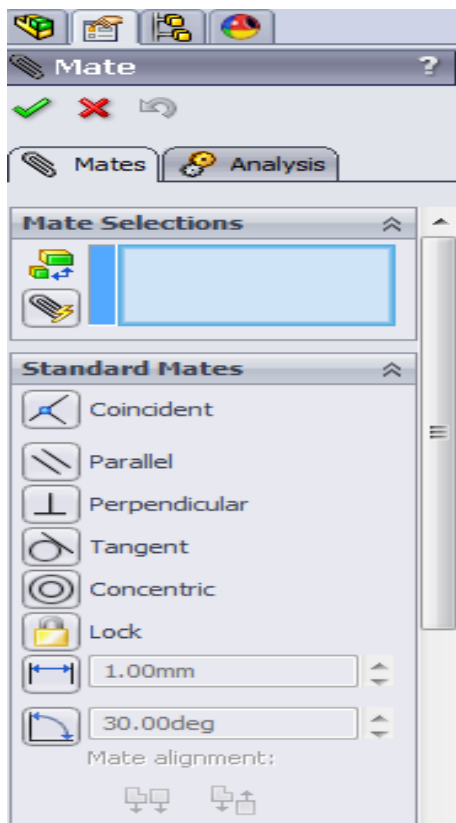 Mate ?
Mates Analysis
Mate Selections
Standard Mates
Coincident
Parallel
Perpendicular
Tangent
Concentric
Lock
1.00mm
30.00deg
Mate alignment: